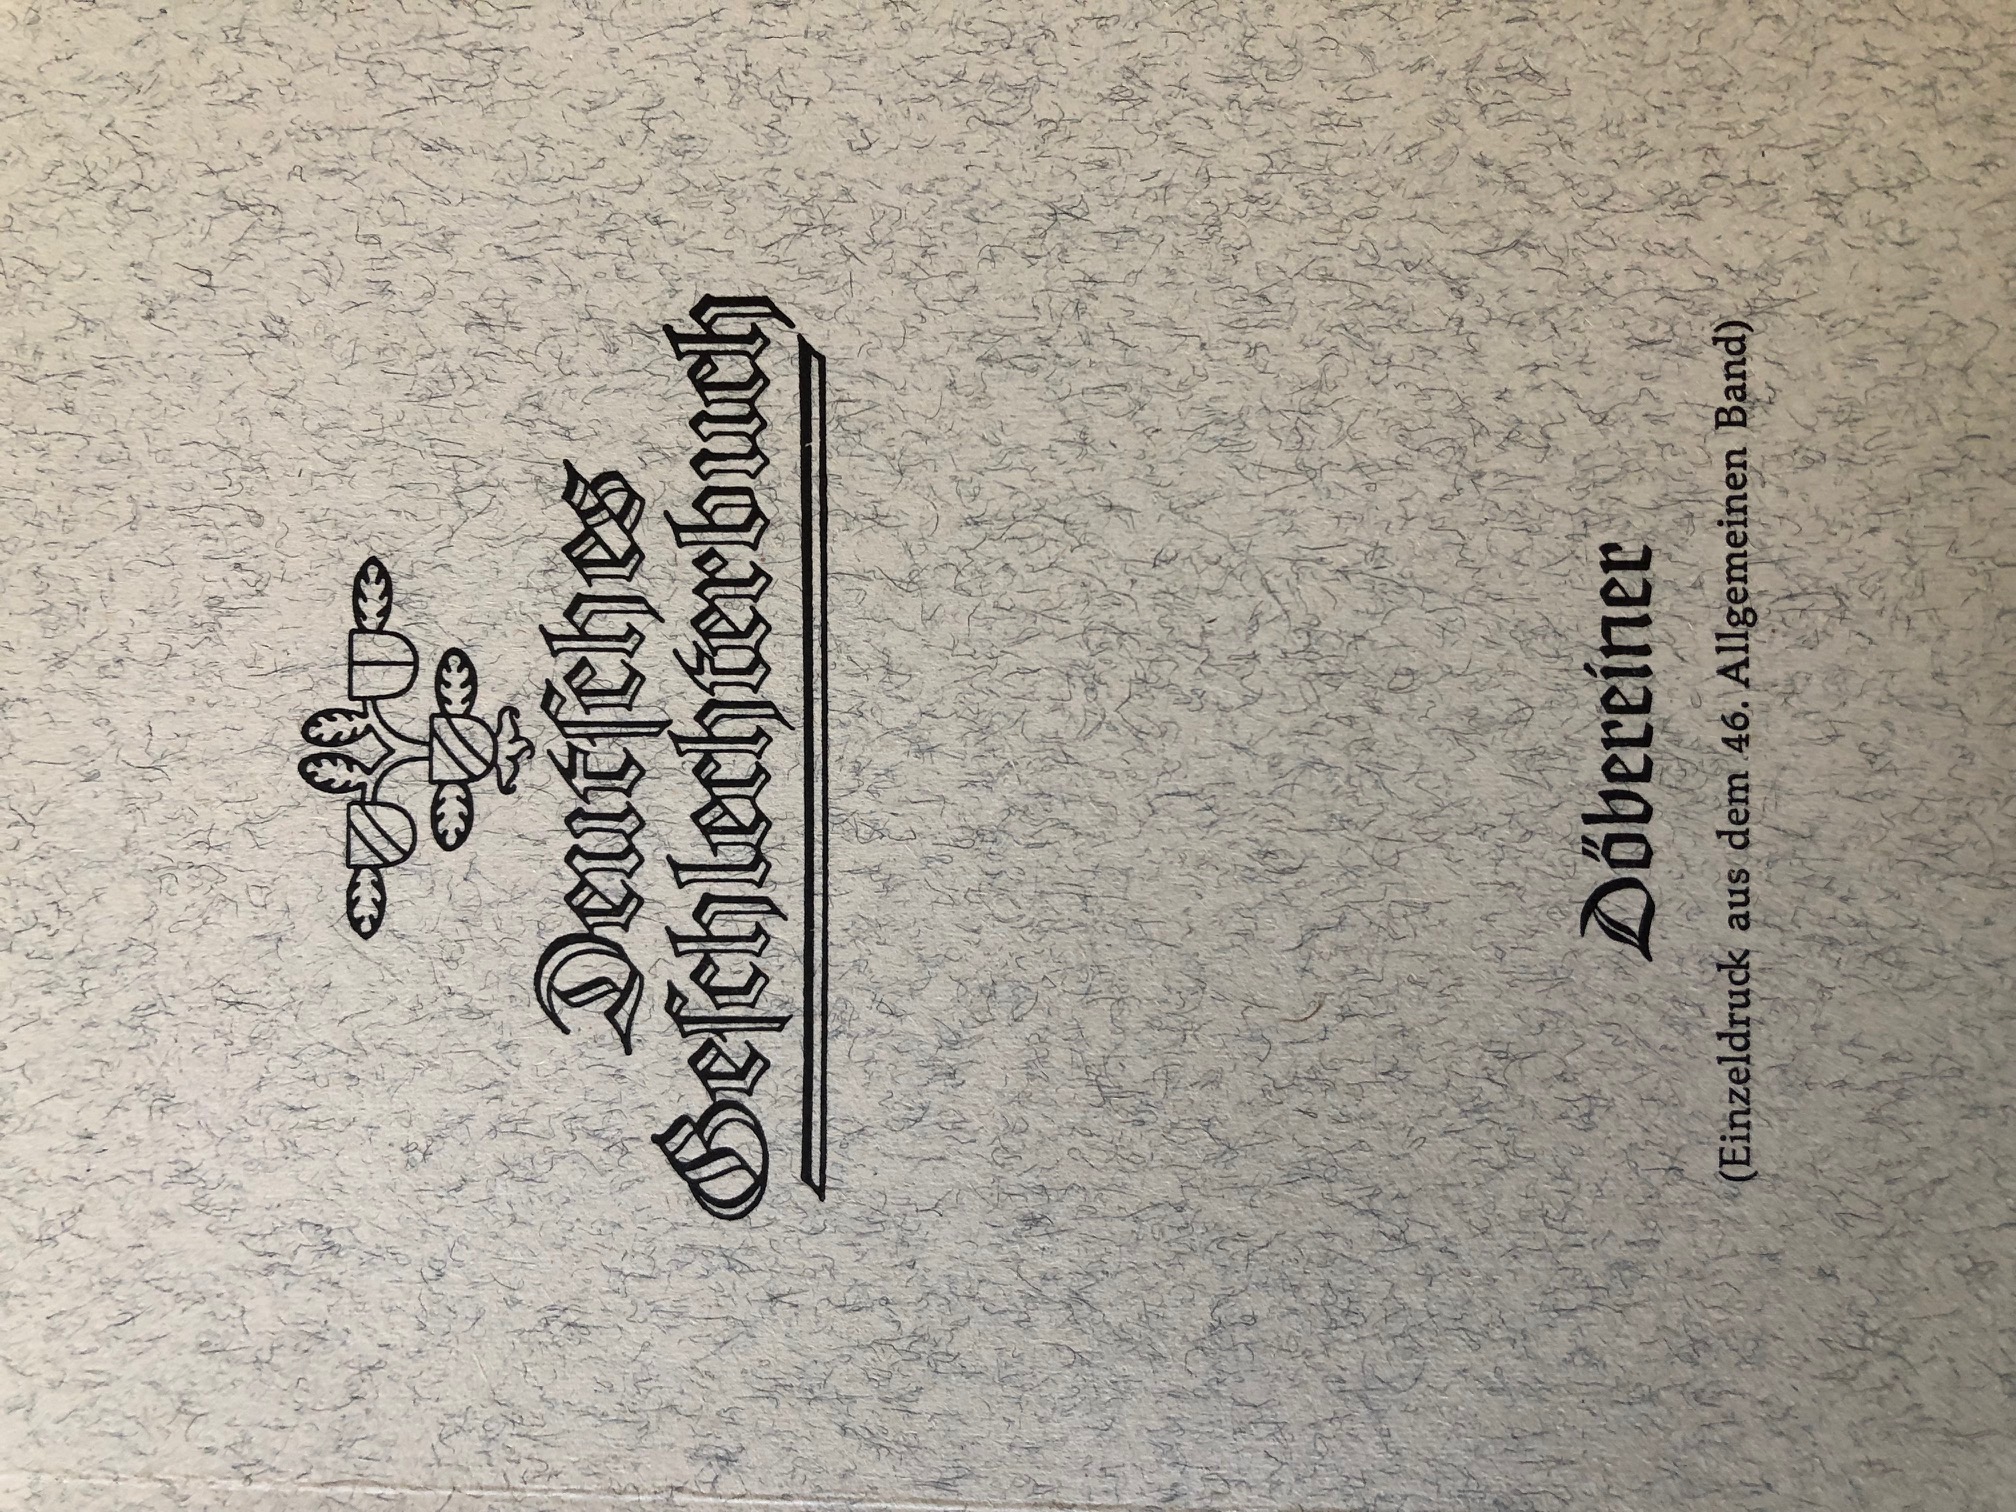 Deutſches
Geſchlechterbuch
Döbereiner
(Einzeldruck aus dem 46. Allgemeinen Band)